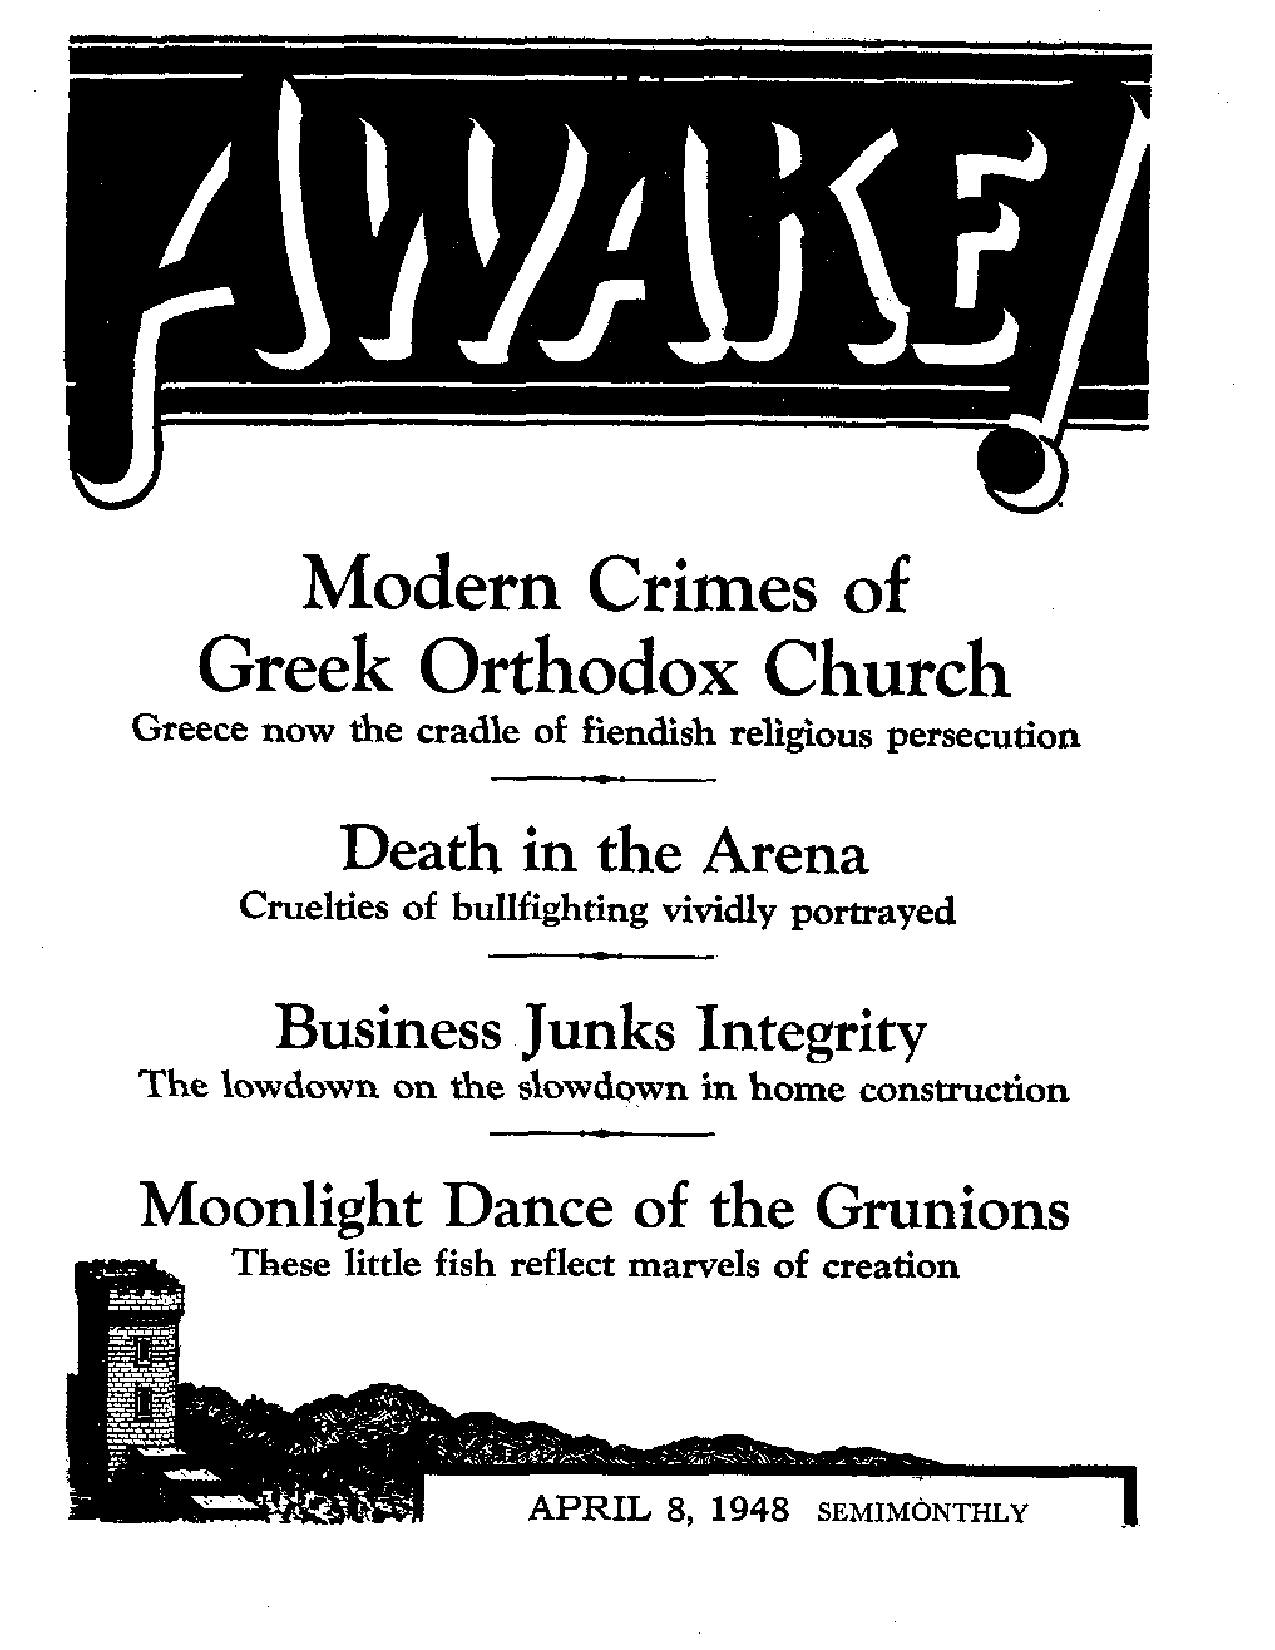 AWAKE!
Modern Crimes of
Greek Orthodox Church
Greece now the cradle of fiendish religious persecution
Death in the Arena
Cruelties of bullfighting vividly portrayed
Business Junks Integrity
The lowdown on the slowdown in home construction
Moonlight Dance of the Grunions
These little fish reflect marvels of creation
APRIL 8, 1948 SEMIMONTHLY